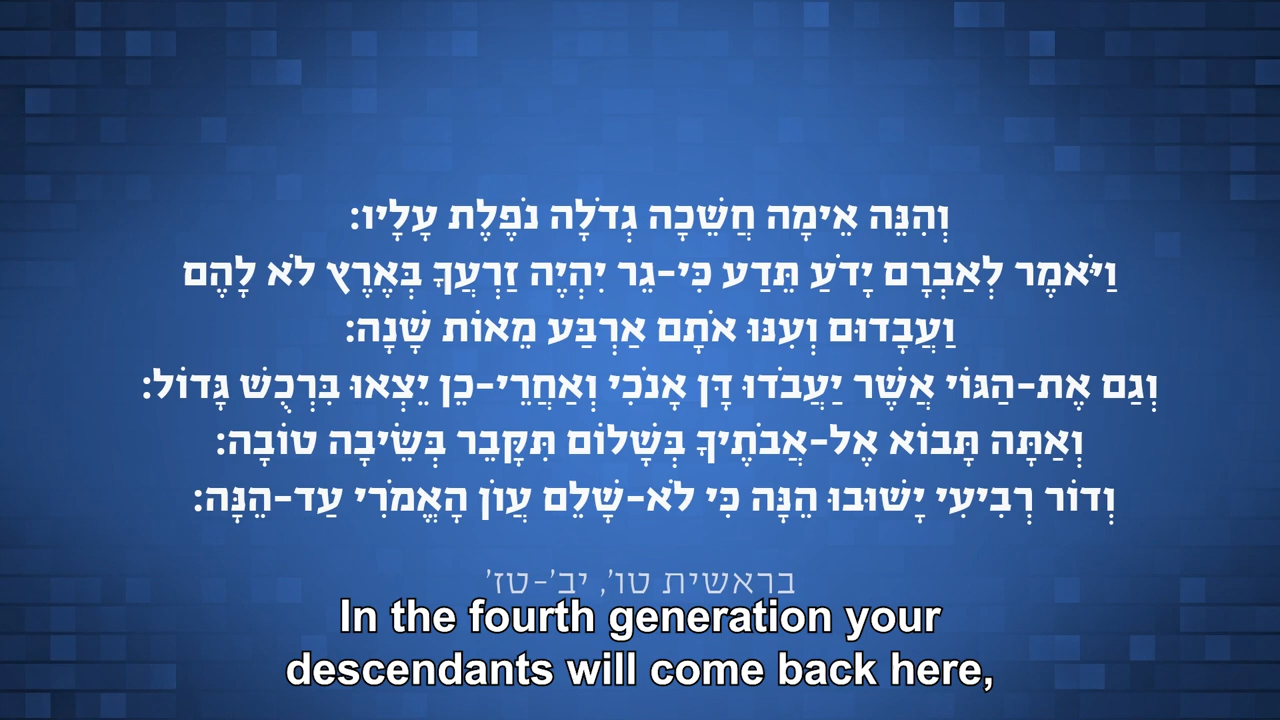 וְהִנֵּה אֵימָה חֲשֵׁכָה גְדֹלָה נֹפֶלֶת עָלָיו:
וַיֹּאמֶר לְאַבְרָם יָדֹעַ תֵּדַע כִּי-גֵר יִהְיֶה זַרְעֲךָ בְּאֶרֶץ לֹא לָהֶם
וַעֲבָדוּם וְעִנּוּ אֹתָם אַרְבַּע מֵאוֹת שָׁנָה:
וְגַם אֶת-הַגּוֹי אֲשֶׁר יַעֲבֹדוּ דָּן אָנֹכִי וְאַחֲרֵי-כֵן יֵצְאוּ בִּרְכֻשׁ גָּדוֹל:
וְאַתָּה תָּבוֹא אֶל-אֲבֹתֶיךָ בְּשָׁלוֹם תִּקָּבֵר בְּשֵׂיבָה טוֹבָה:
וְדוֹר רְבִיעִי יָשׁוּבוּ הֵנָּה כִּי לֹא-שָׁלֵם עֲוֹן הָאֱמֹרִי עַד-הֵנָּה:
בראשית טו', יב'-טז'
In the fourth generation your
descendants will come back here,